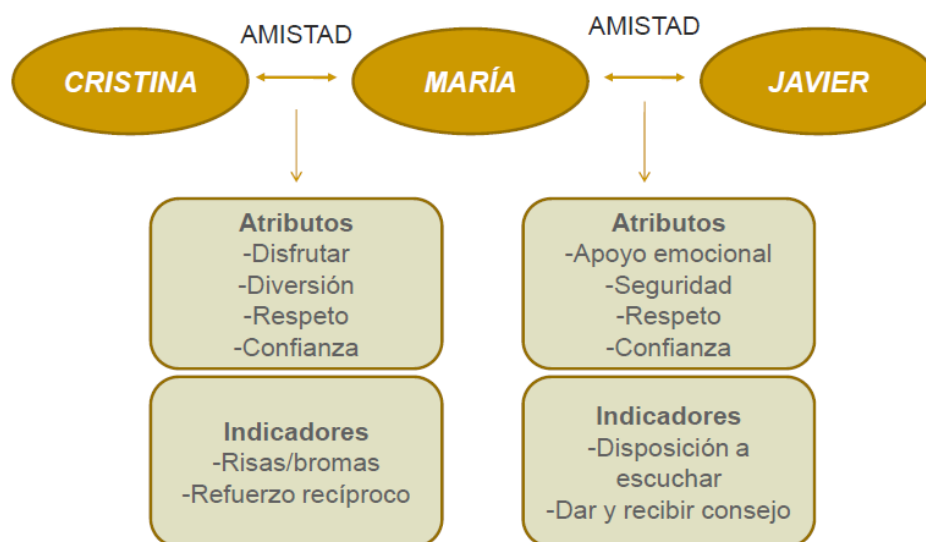 AMISTAD
AMISTAD
CRISTINA
MARÍA
JAVIER
Atributos
-Disfrutar
-Diversión
-Respeto
-Confianza
Indicadores
-Risas/bromas
-Refuerzo recíproco
Atributos
-Apoyo emocional
-Seguridad
-Respeto
-Confianza
Indicadores
-Disposición a
escuchar
-Dar y recibir consejo